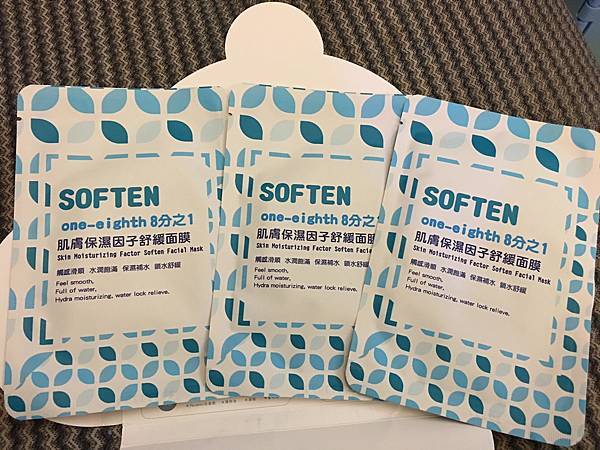 SOFTEN
one-eighth 8分之1
肌膚保濕因子舒緩面膜
Skin Moisturizing Factor Soften Facial Mask
觸感滑順 水潤飽滿 保濕補水 鎖水舒緩
Feel smooth,
Full of water,
Hydra moisturizing, water lock relieve.
SOFTEN
one-eighth 8分之1
肌膚保濕因子舒緩面膜
Skin Moisturizing Factor Soften Facial Mask
觸感滑順 水潤飽滿 保濕補水 鎖水舒緩
Feel smooth,
Full of water,
Hydra moisturizing, water lock relieve.
SOFTEN
one-eighth 8分之1
肌膚保濕因子舒緩面膜
Skin Moisturizing Factor Soften Facial Mask
觸感滑順 水潤飽滿 保濕補水 鎖水舒緩
Feel smooth,
Full of water,
Hydra moisturizing, water lock relieve.